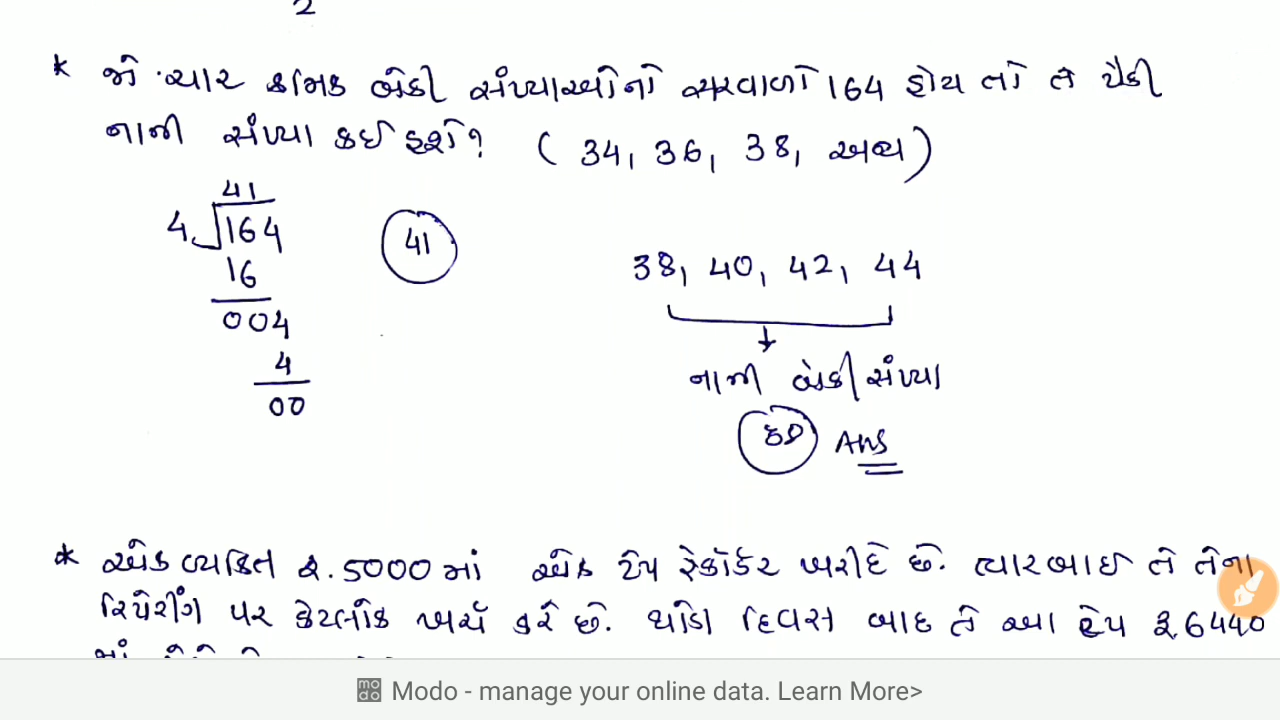 2
* જો ચાર ક્રમિક બેકી સંખ્યાઓનો સરવાળો 164 હોય તો તે પૈકી
નાની સંખ્યા કઈ હશે? (34, 36, 38, અન્ય)
41
4 164 41
16 38, 40, 42, 44
004
4 નાની બેકી સંખ્યા
00 38 Ans
* એક વ્યક્તિ રૂ. 5000 માં એક ટેપ રેકોર્ડર ખરીદે છે. ત્યારબાદ તે તેના
રિપેરીંગ પર કેટલીક ખર્ચ કરે છે. થોડા દિવસ બાદ તે આ ટેપ રૂ. 6440
Modo - manage your online data. Learn More>